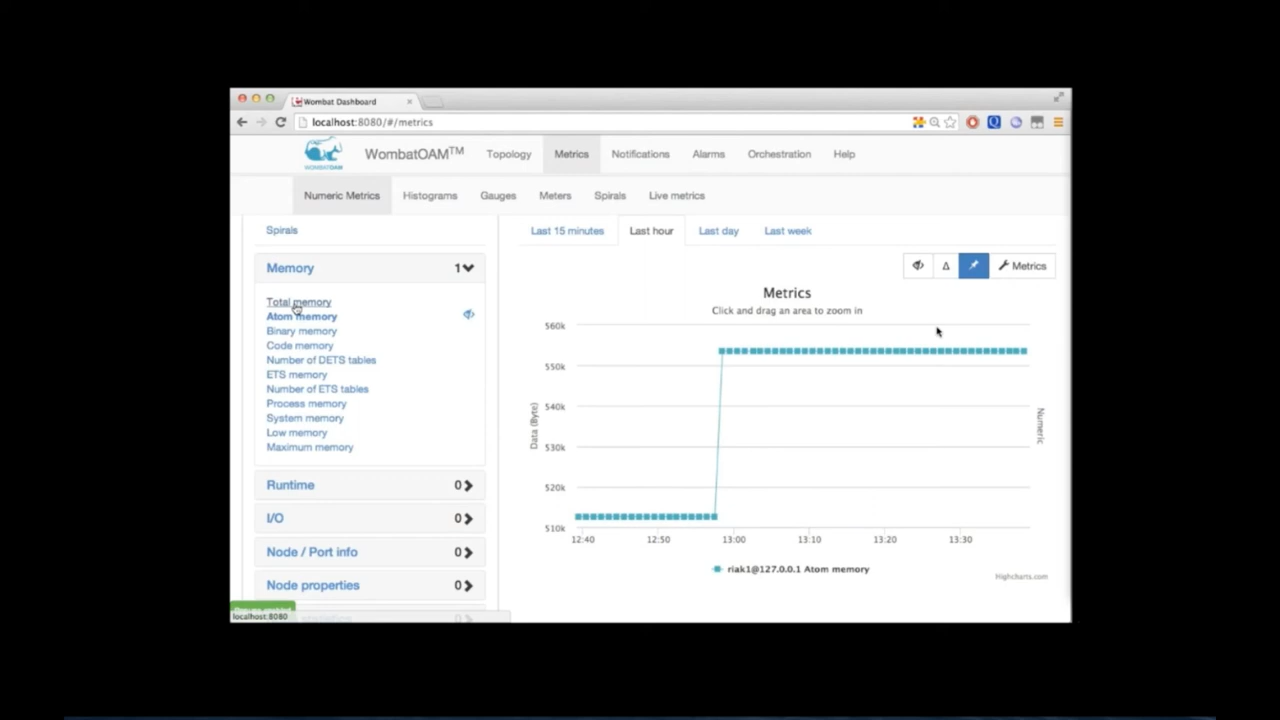 Wombat Dashboard
localhost:8080/#/metrics
WOMBATOAM
WombatOAM™
Topology
Metrics
Notifications
Alarms
Orchestration
Help
Numeric Metrics
Histograms
Gauges
Meters
Spirals
Live metrics
Spirals
Memory 1
Total memory
Atom memory
Binary memory
Code memory
Number of DETS tables
ETS memory
Number of ETS tables
Process memory
System memory
Low memory
Maximum memory
Runtime 0
I/O 0
Node / Port info 0
Node properties 0
localhost:8080
Last 15 minutes
Last hour
Last day
Last week
Δ
Metrics
Metrics
Click and drag an area to zoom in
560k
550k
540k
530k
520k
510k
Data (Byte)
Numeric
12:40 12:50 13:00 13:10 13:20 13:30
riak1@127.0.0.1 Atom memory
Highcharts.com